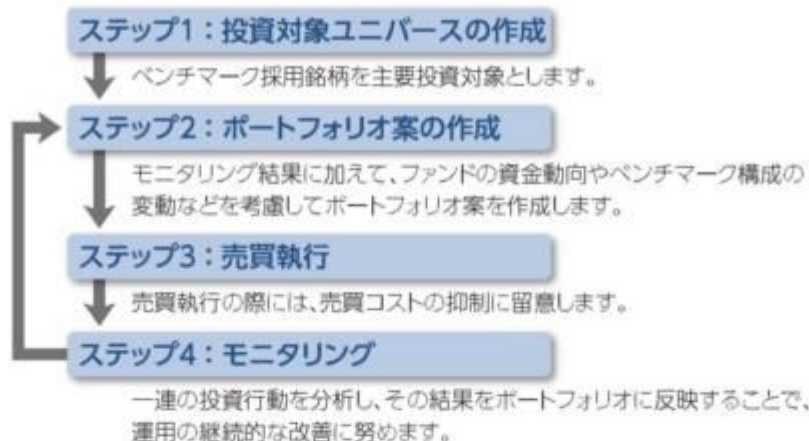 ステップ1：投資対象ユニバースの作成
ベンチマーク採用銘柄を主要投資対象とします。
ステップ2：ポートフォリオ案の作成
モニタリング結果に加えて、ファンドの資金動向やベンチマーク構成の
変動などを考慮してポートフォリオ案を作成します。
ステップ3：売買執行
売買執行の際には、売買コストの抑制に留意します。
ステップ4：モニタリング
一連の投資行動を分析し、その結果をポートフォリオに反映することで、
運用の継続的な改善に努めます。